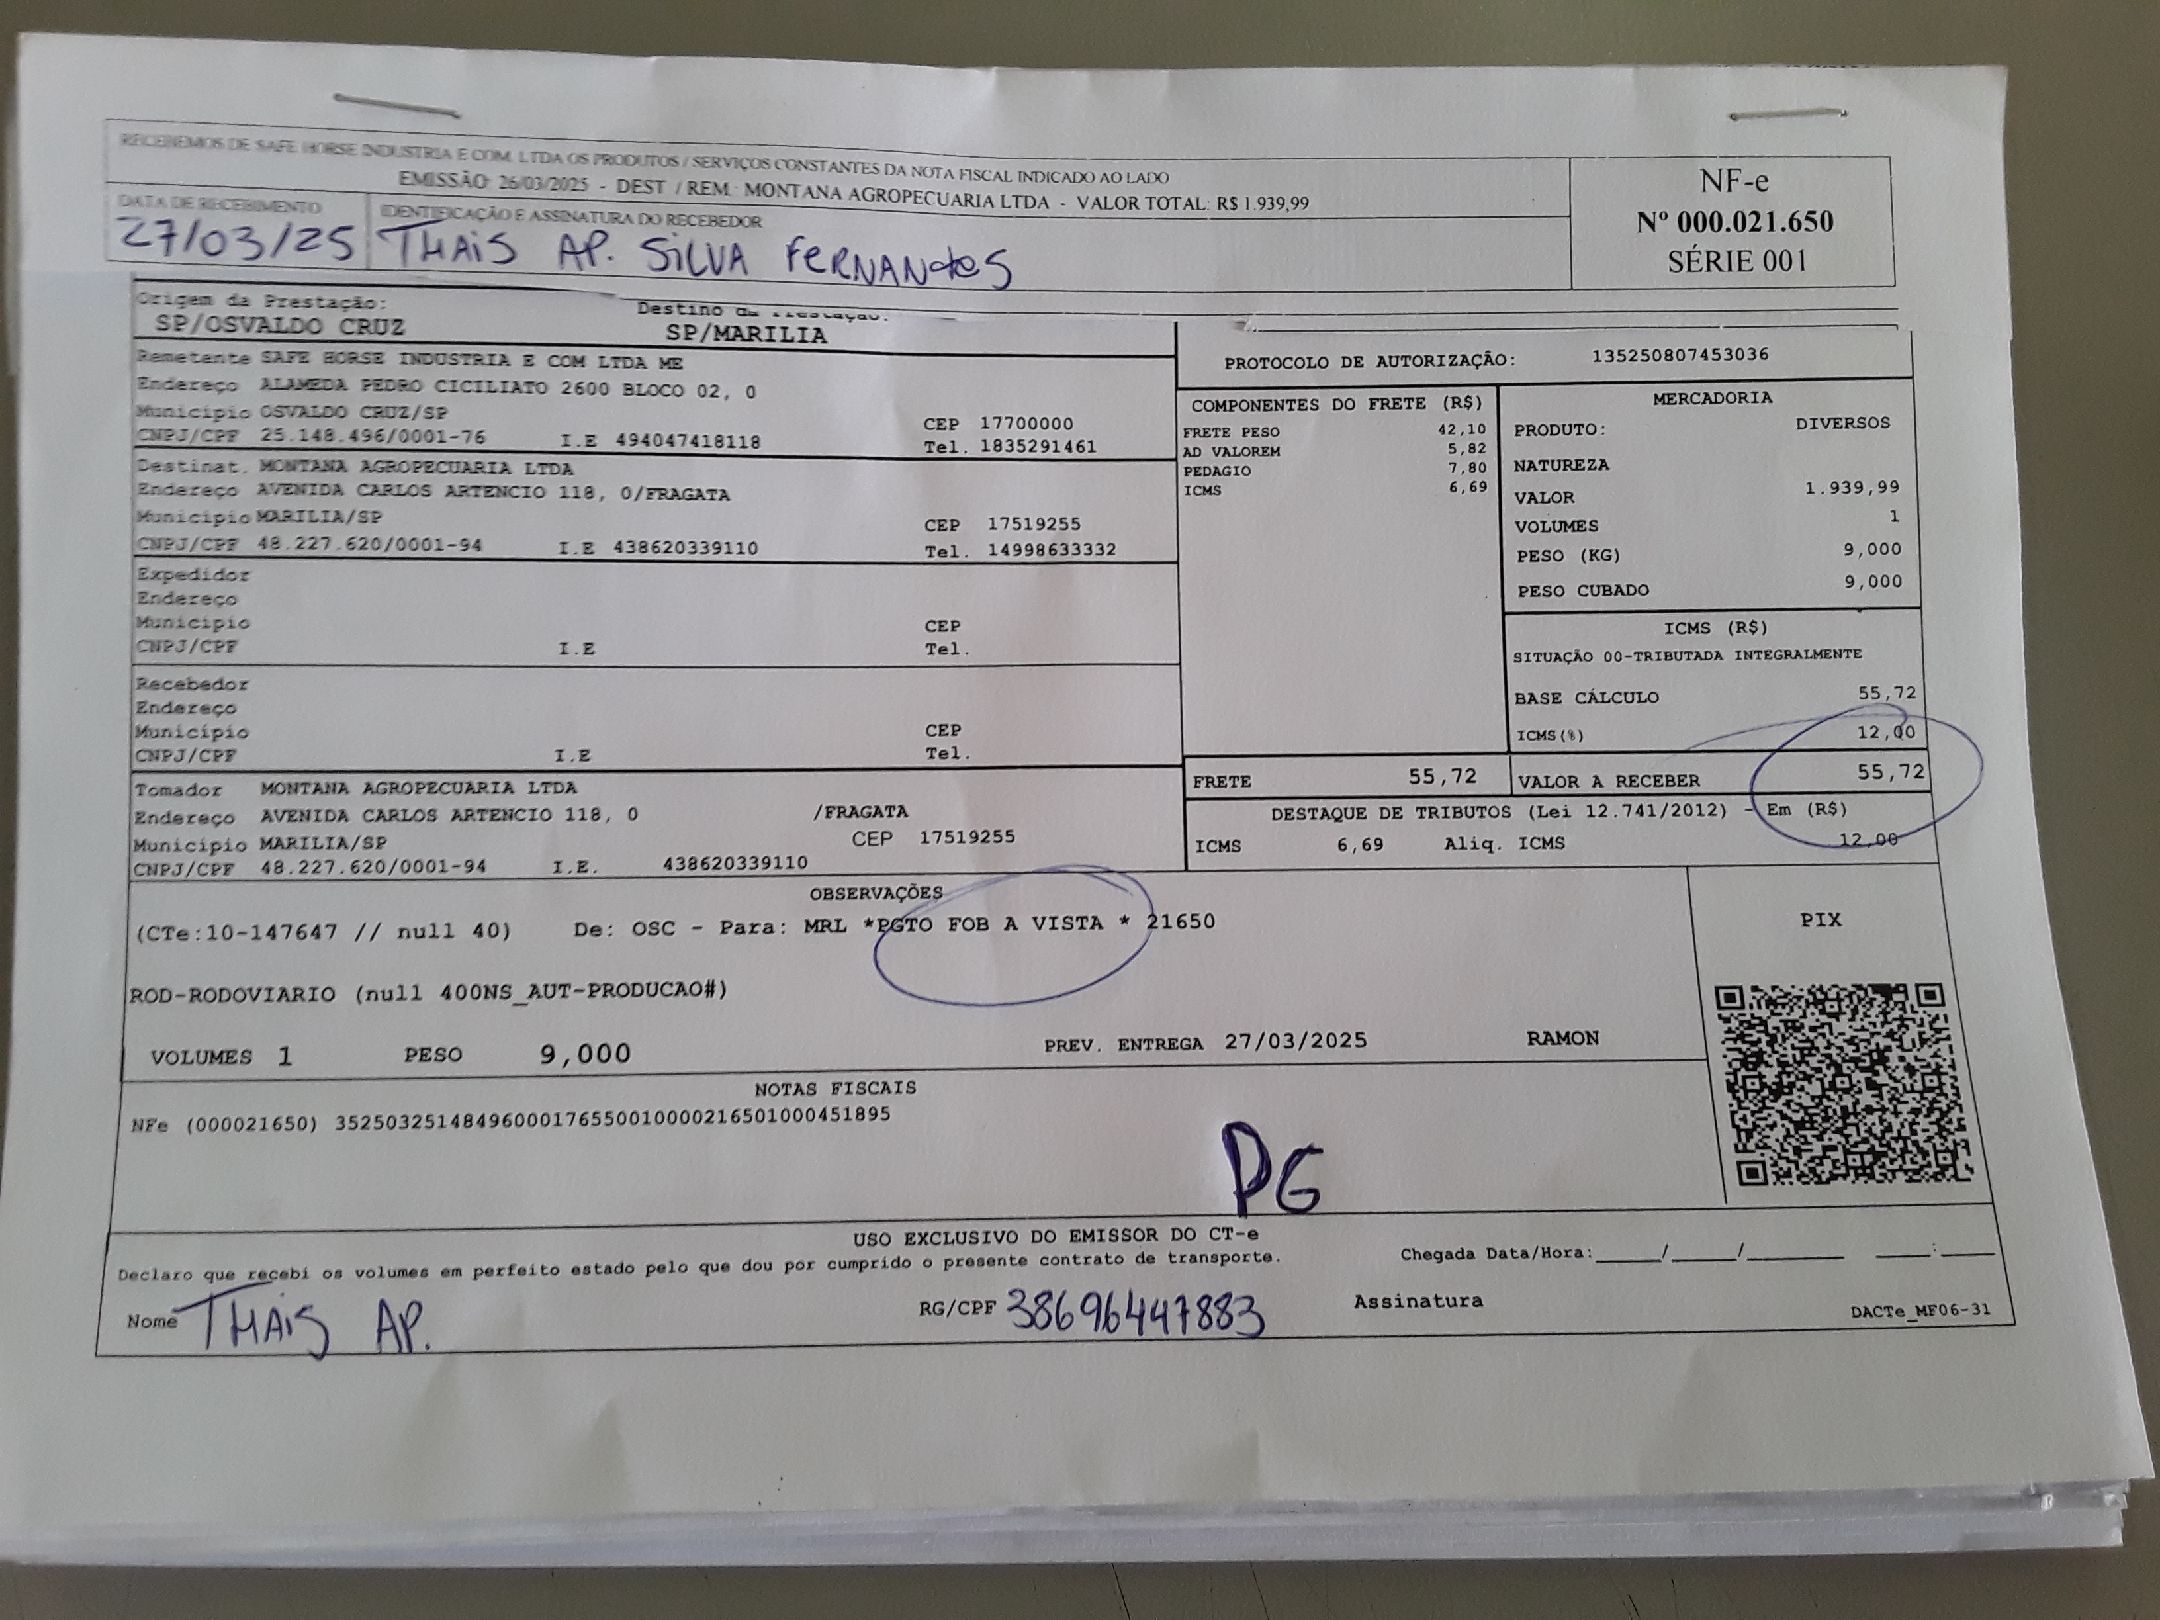 RECEBEMOS DE SAFE HORSE INDUSTRIA E COM. LTDA OS PRODUTOS / SERVIÇOS CONSTANTES DA NOTA FISCAL INDICADO AO LADO
EMISSÃO: 26/03/2025 - DEST. / REM.: MONTANA AGROPECUARIA LTDA - VALOR TOTAL: R$ 1.939,99
NF-e
Nº 000.021.650
SÉRIE 001
DATA DE RECEBIMENTO
IDENTIFICAÇÃO E ASSINATURA DO RECEBEDOR
27/03/25 THAIS AP. SILVA FERNANDES
Origem da Prestação: Destino da Prestação:
SP/OSVALDO CRUZ SP/MARILIA
Remetante SAFE HORSE INDUSTRIA E COM LTDA ME
Endereço ALAMEDA PEDRO CICILIATO 2600 BLOCO 02, 0
Município OSVALDO CRUZ/SP CEP 17700000
CNPJ/CPF 25.148.496/0001-76 I.E 494047418118 Tel. 1835291461
Destinat. MONTANA AGROPECUARIA LTDA
Endereço AVENIDA CARLOS ARTENCIO 118, 0/FRAGATA
Município MARILIA/SP CEP 17519255
CNPJ/CPF 48.227.620/0001-94 I.E 438620339110 Tel. 14998633332
Expedidor
Endereço
Município CEP
CNPJ/CPF I.E Tel.
Recebedor
Endereço
Município CEP
CNPJ/CPF I.E Tel.
Tomador MONTANA AGROPECUARIA LTDA
Endereço AVENIDA CARLOS ARTENCIO 118, 0 /FRAGATA
Município MARILIA/SP CEP 17519255
CNPJ/CPF 48.227.620/0001-94 I.E. 438620339110
PROTOCOLO DE AUTORIZAÇÃO: 135250807453036
COMPONENTES DO FRETE (R$)
FRETE PESO 42,10
AD VALOREM 5,82
PEDAGIO 7,80
ICMS 6,69
MERCADORIA
PRODUTO: DIVERSOS
NATUREZA
VALOR 1.939,99
VOLUMES 1
PESO (KG) 9,000
PESO CUBADO 9,000
ICMS (R$)
SITUAÇÃO 00-TRIBUTADA INTEGRALMENTE
BASE CÁLCULO 55,72
ICMS(%) 12,00
FRETE 55,72 VALOR A RECEBER 55,72
DESTAQUE DE TRIBUTOS (Lei 12.741/2012) - Em (R$)
ICMS 6,69 Aliq. ICMS 12,00
OBSERVAÇÕES
(CTe:10-147647 // null 40) De: OSC - Para: MRL *PGTO FOB A VISTA * 21650
ROD-RODOVIARIO (null 400NS_AUT-PRODUCAO#)
VOLUMES 1 PESO 9,000 PREV. ENTREGA 27/03/2025 RAMON
PIX
NOTAS FISCAIS
NFe (000021650) 35250325148496000176550010000216501000451895
PG
USO EXCLUSIVO DO EMISSOR DO CT-e
Declaro que recebi os volumes em perfeito estado pelo que dou por cumprido o presente contrato de transporte.
Chegada Data/Hora:_____/_____/_______ ____:____
Nome THAIS AP. RG/CPF 38696447883 Assinatura
DACTe_MF06-31